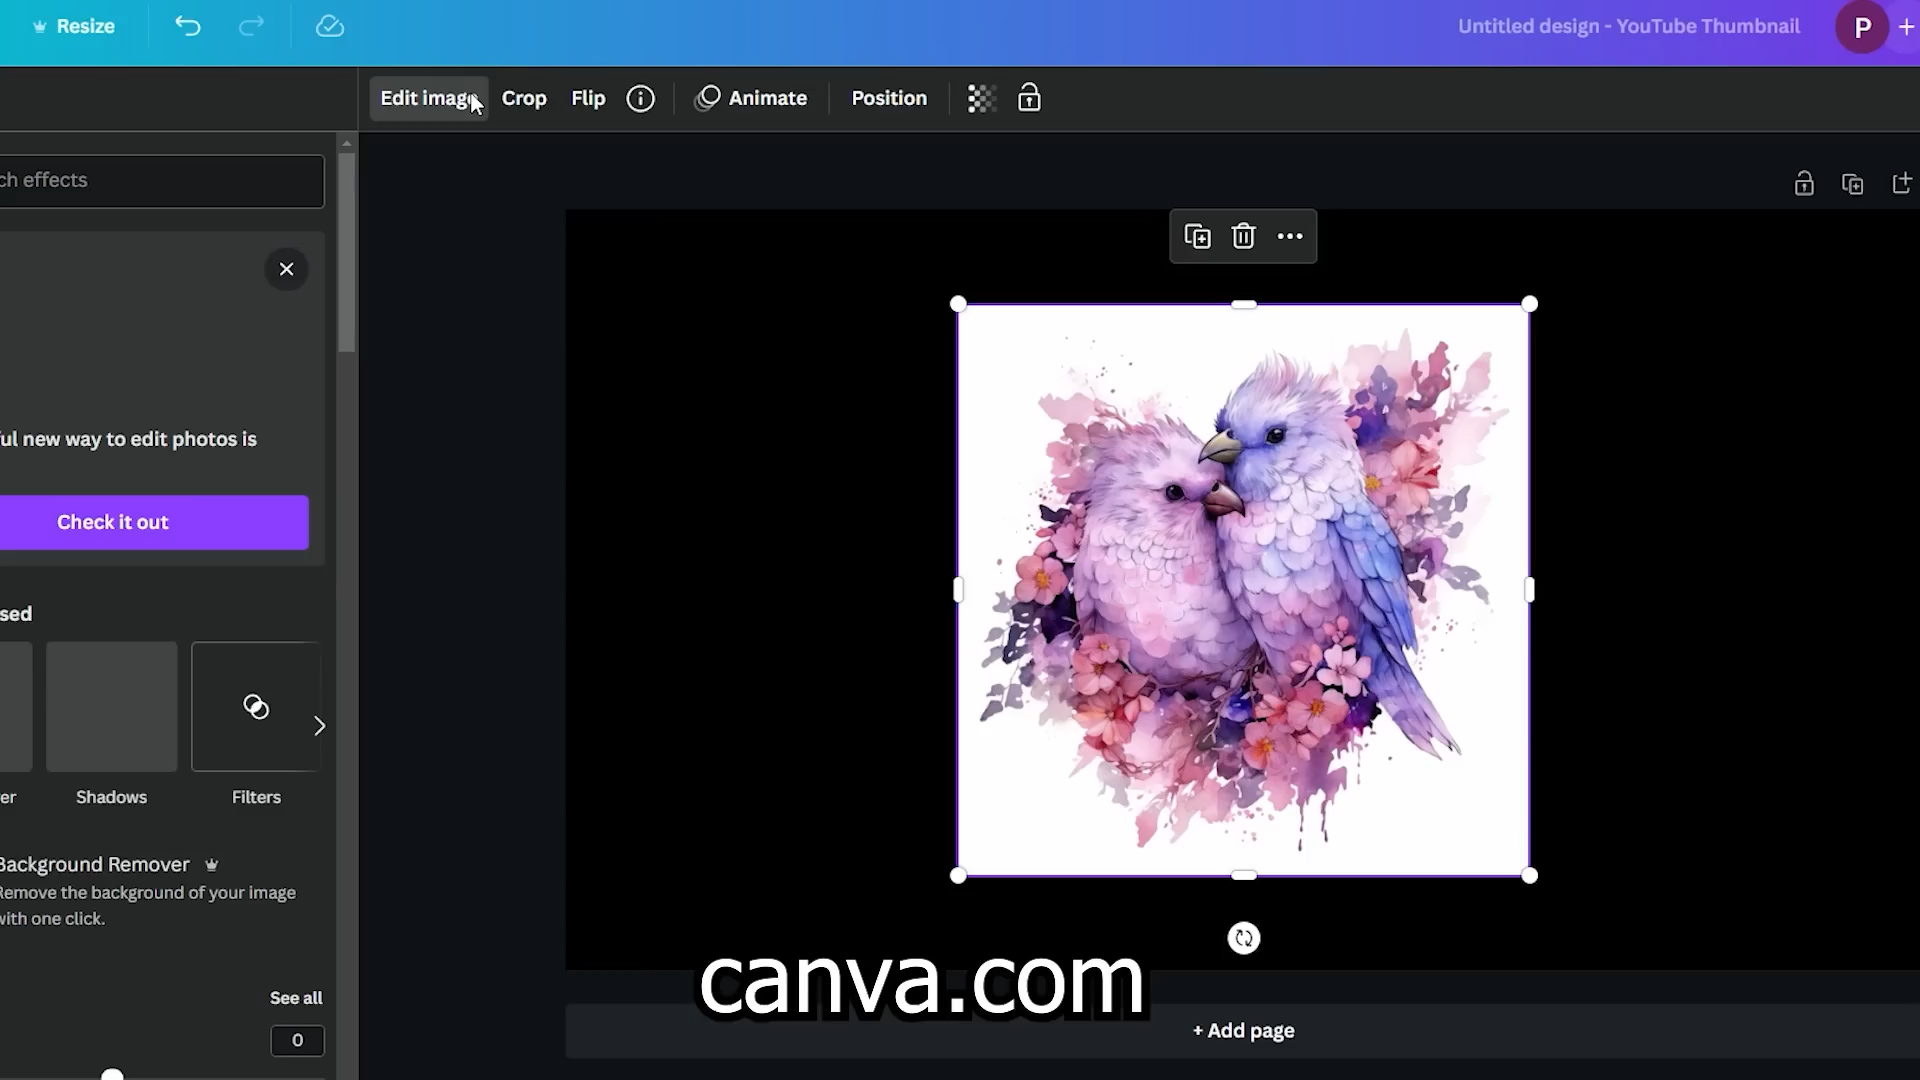 Resize
Untitled design - YouTube Thumbnail
P
Edit image
Crop
Flip
Animate
Position
ch effects
ful new way to edit photos is
Check it out
sed
er
Shadows
Filters
Background Remover
Remove the background of your image
with one click.
See all
0
canva.com
+ Add page